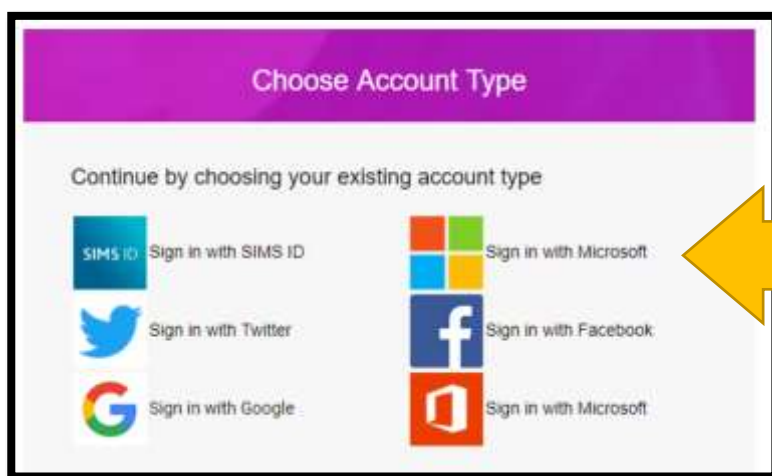 Choose Account Type
Continue by choosing your existing account type
SIMS ID Sign in with SIMS ID
Sign in with Microsoft
Sign in with Twitter
Sign in with Facebook
Sign in with Google
Sign in with Microsoft